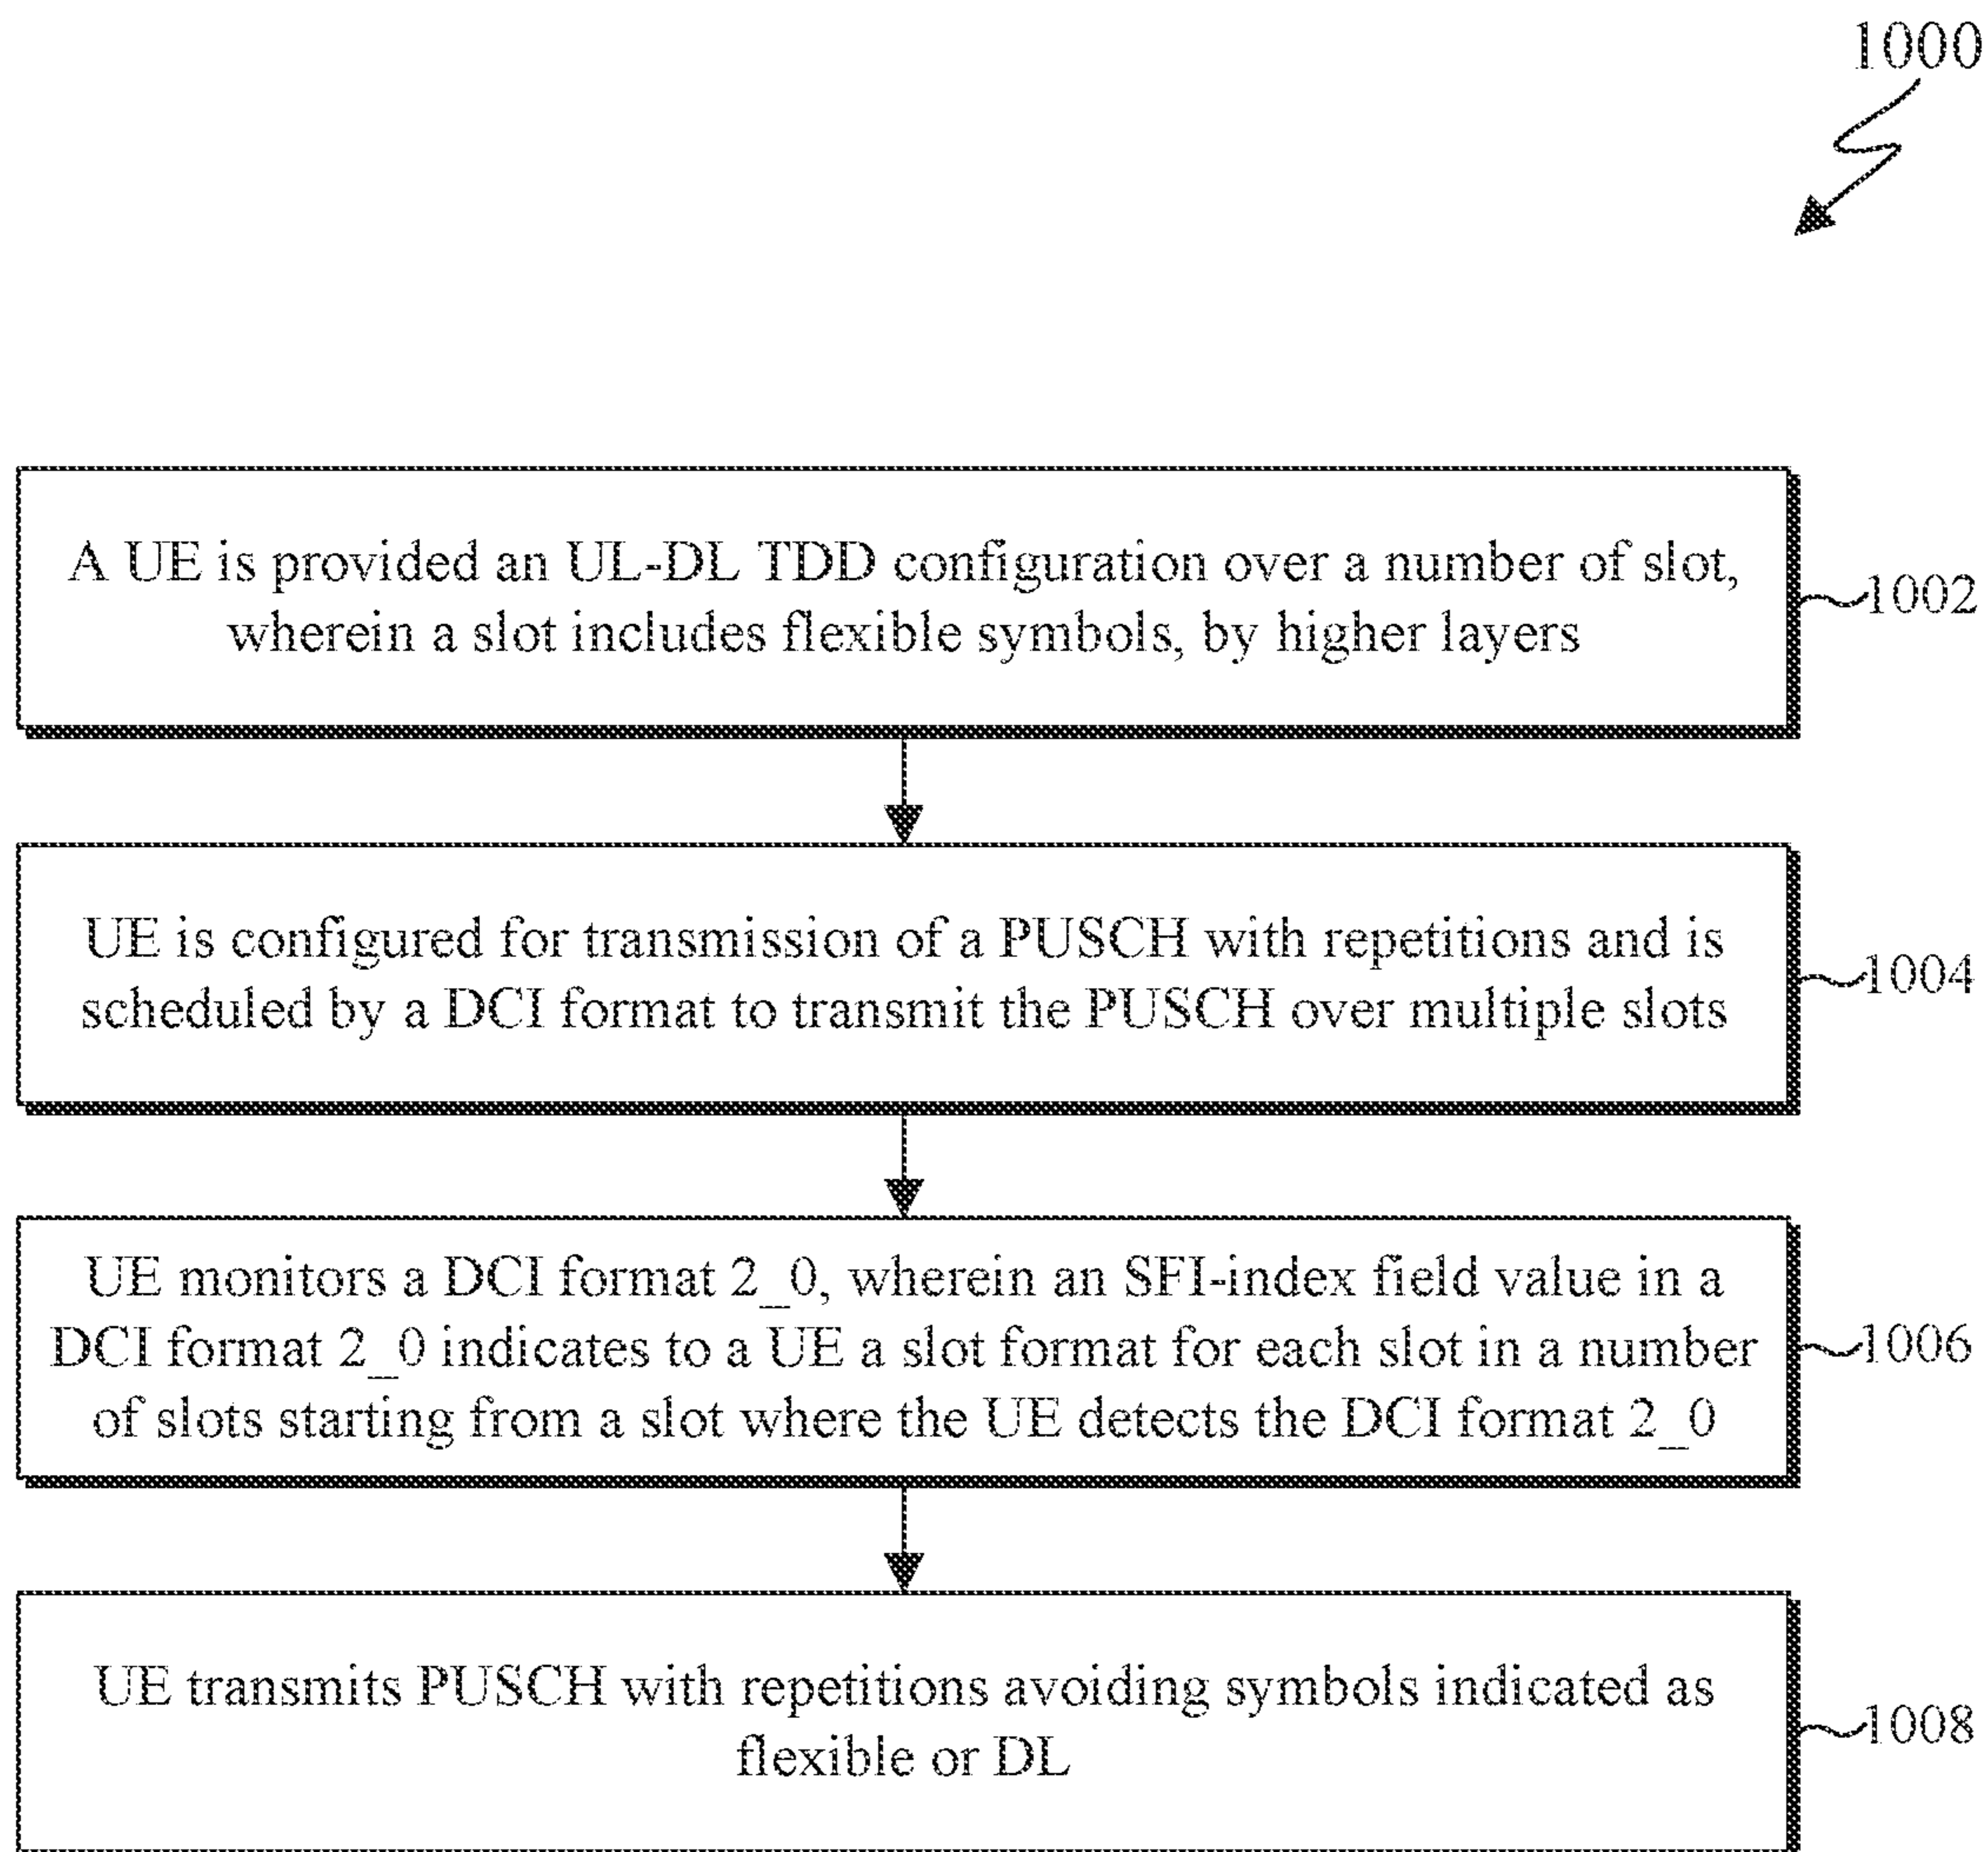 1000
A UE is provided an UL-DL TDD configuration over a number of slot,
wherein a slot includes flexible symbols, by higher layers
1002
UE is configured for transmission of a PUSCH with repetitions and is
scheduled by a DCI format to transmit the PUSCH over multiple slots
1004
UE monitors a DCI format 2_0, wherein an SFI-index field value in a
DCI format 2_0 indicates to a UE a slot format for each slot in a number
of slots starting from a slot where the UE detects the DCI format 2_0
1006
UE transmits PUSCH with repetitions avoiding symbols indicated as
flexible or DL
1008